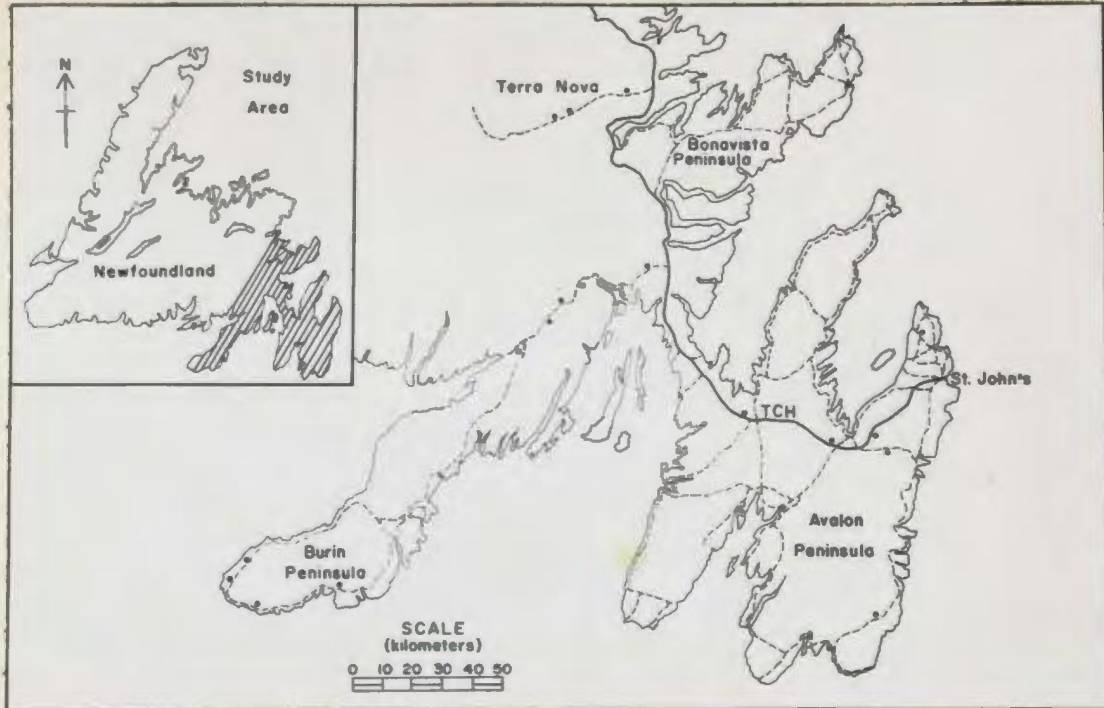 N
Study
Area
Newfoundland
Terra Nova
Bonavista
Peninsula
St. John's
TCH
Avalon
Peninsula
Burin
Peninsula
SCALE
(kilometers)
0 10 20 30 40 50